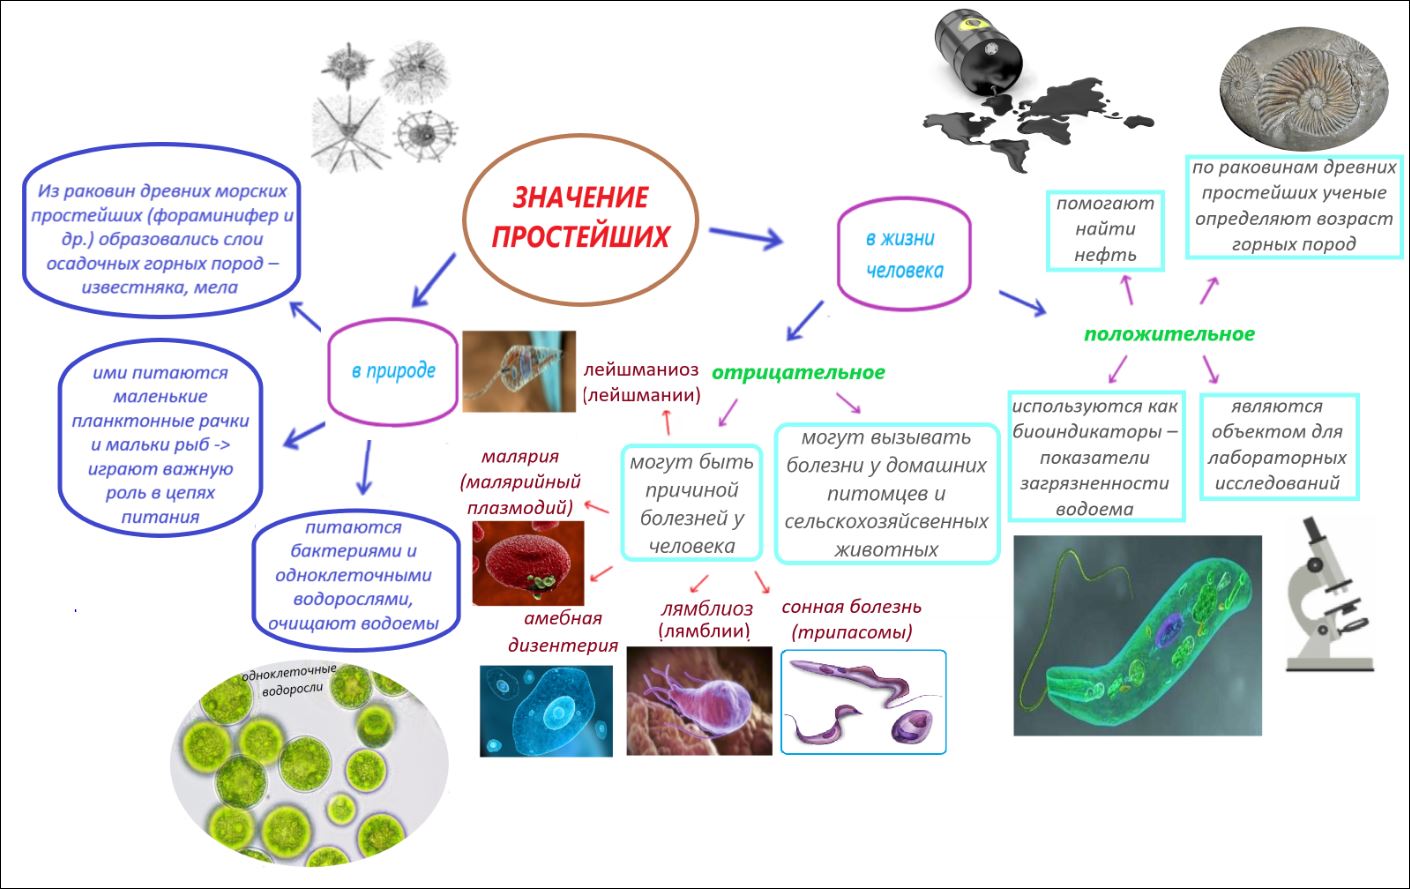 ЗНАЧЕНИЕ
ПРОСТЕЙШИХ
в природе
Из раковин древних морских
простейших (фораминифер и
др.) образовались слои
осадочных горных пород –
известняка, мела
ими питаются
маленькие
планктонные рачки
и мальки рыб ->
играют важную
роль в цепях
питания
питаются
бактериями и
одноклеточными
водорослями,
очищают водоемы
одноклеточные
водоросли
в жизни
человека
отрицательное
могут быть
причиной
болезней у
человека
лейшманиоз
(лейшмании)
малярия
(малярийный
плазмодий)
амебная
дизентерия
лямблиоз
(лямблии)
сонная болезнь
(трипасомы)
могут вызывать
болезни у домашних
питомцев и
сельскохозяйсвенных
животных
положительное
помогают
найти
нефть
по раковинам древних
простейших ученые
определяют возраст
горных пород
используются как
биоиндикаторы –
показатели
загрязненности
водоема
являются
объектом для
лабораторных
исследований